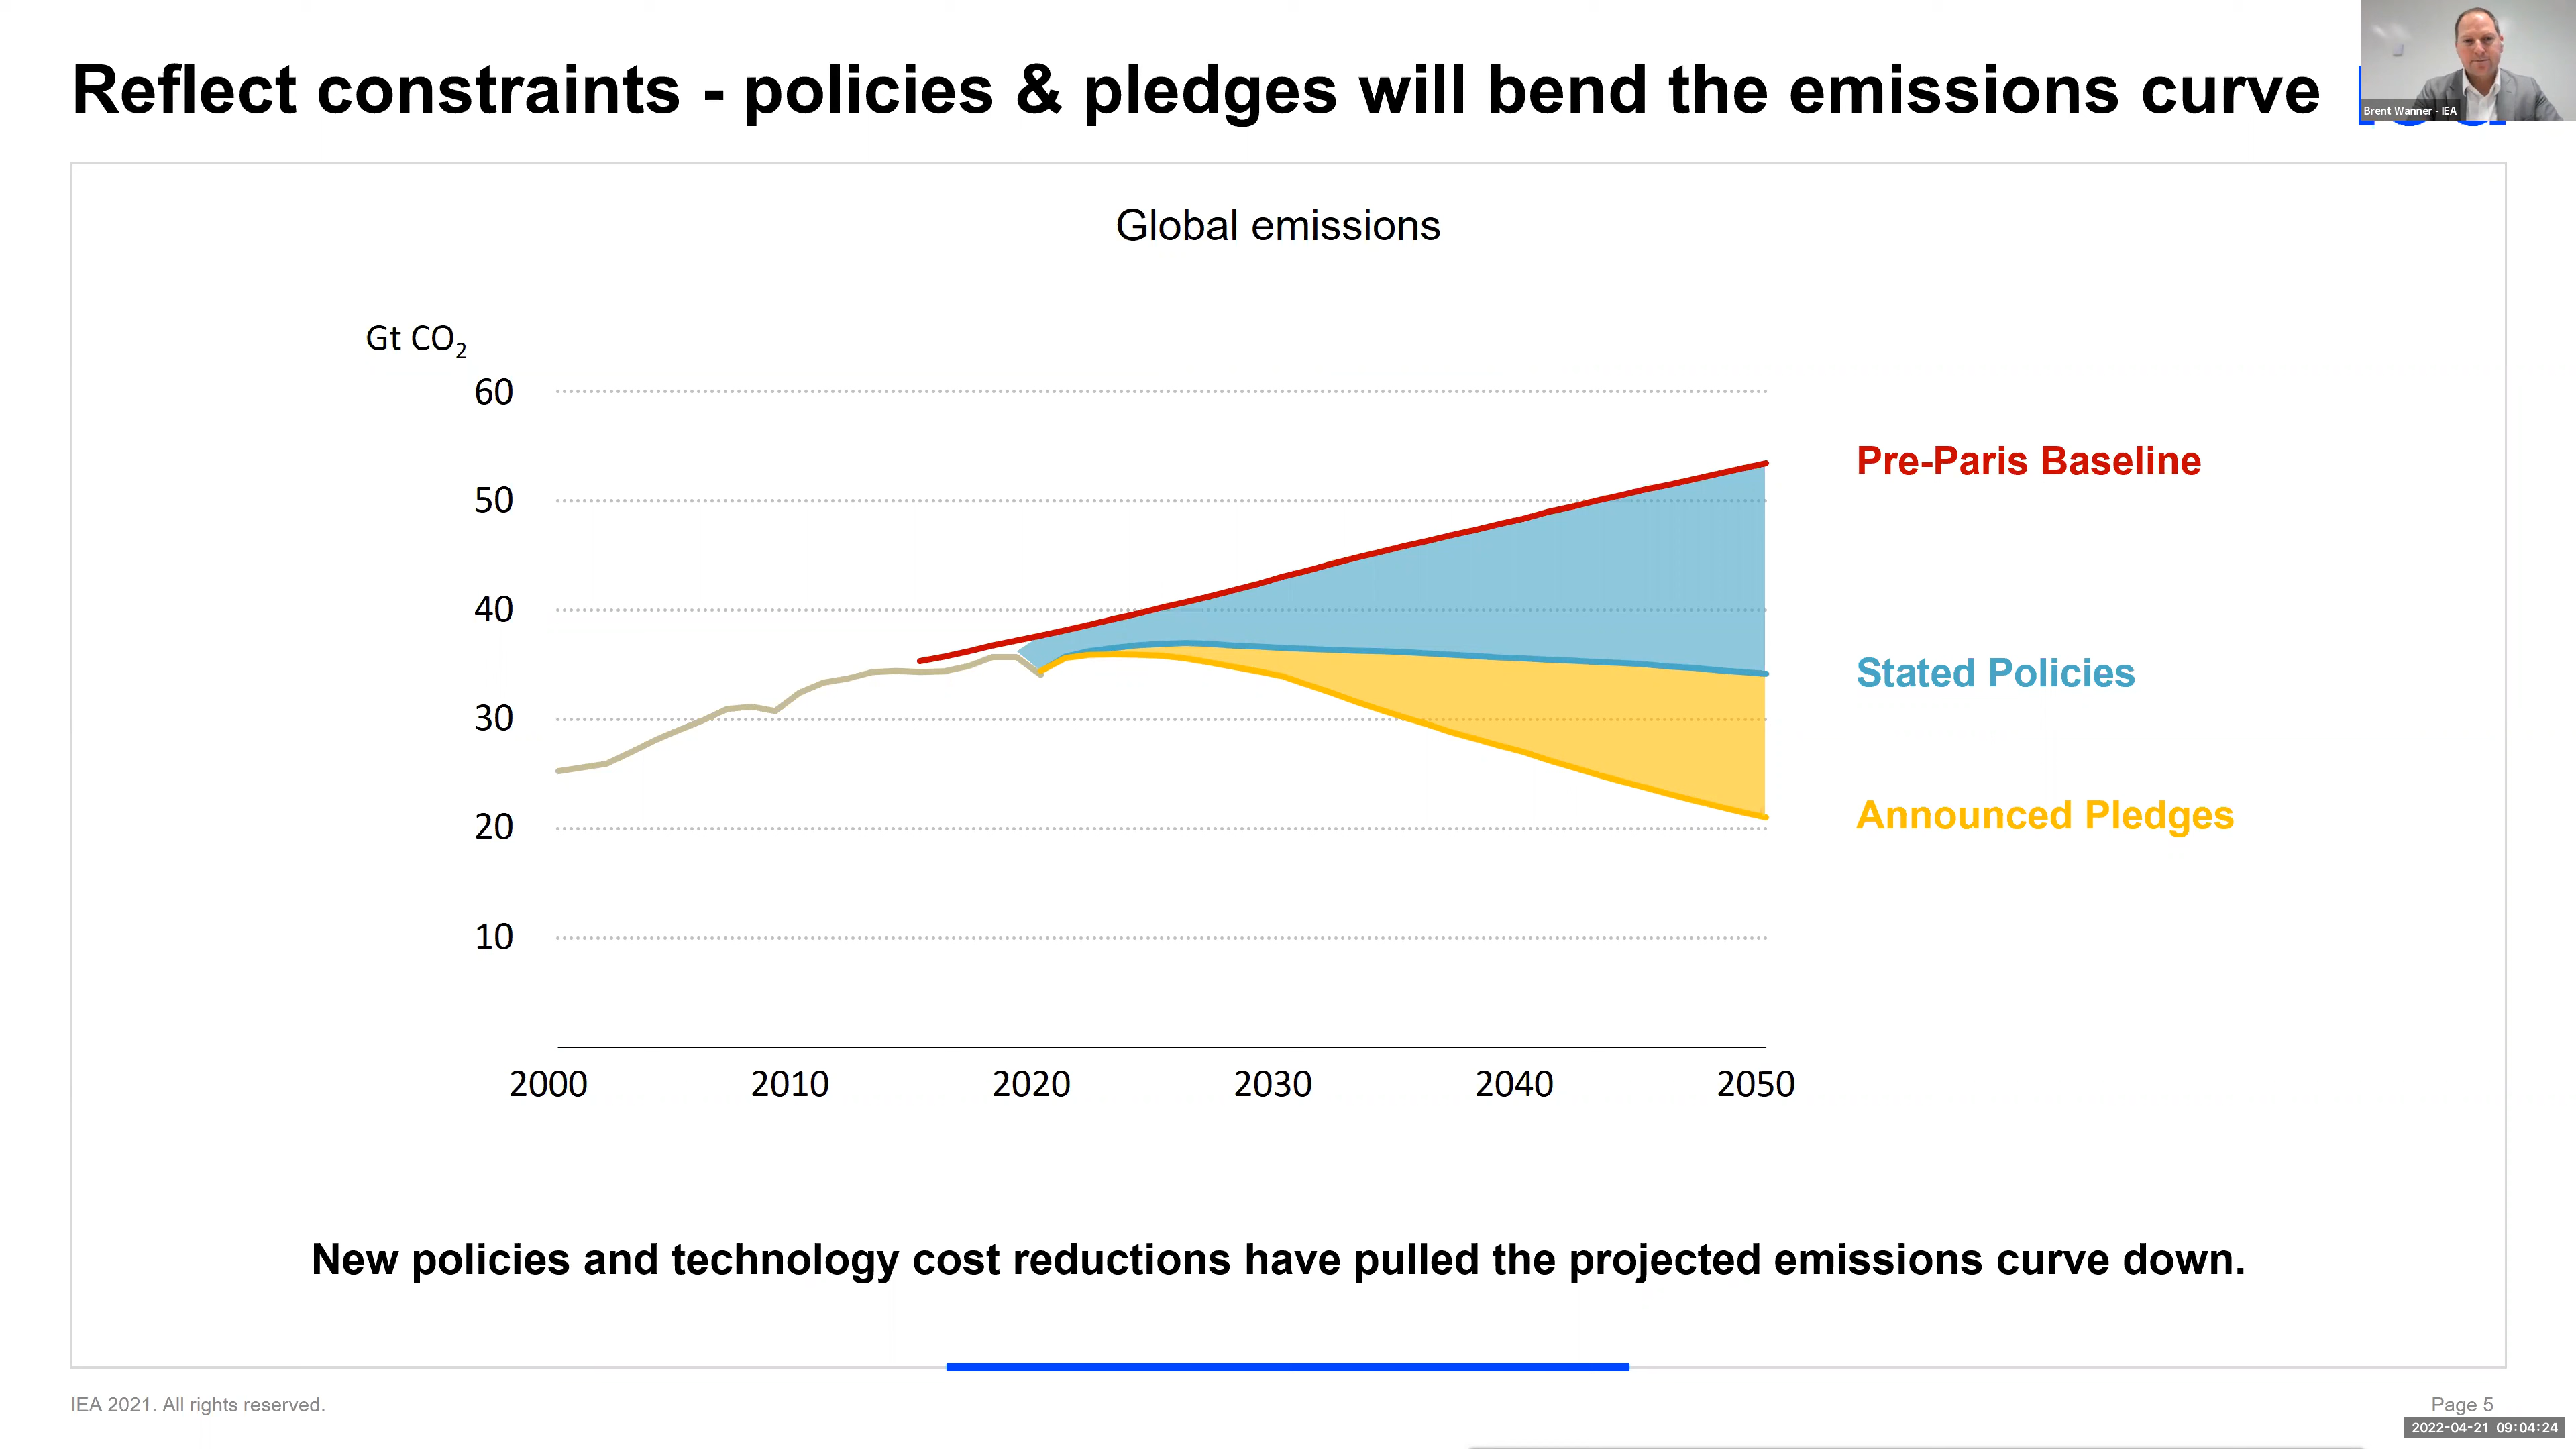 Reflect constraints - policies & pledges will bend the emissions curve
Brent Wanner - IEA
Global emissions
Gt CO2
60
50
40
30
20
10
2000 2010 2020 2030 2040 2050
Pre-Paris Baseline
Stated Policies
Announced Pledges
New policies and technology cost reductions have pulled the projected emissions curve down.
IEA 2021. All rights reserved.
Page 5
2022-04-21 09:04:24